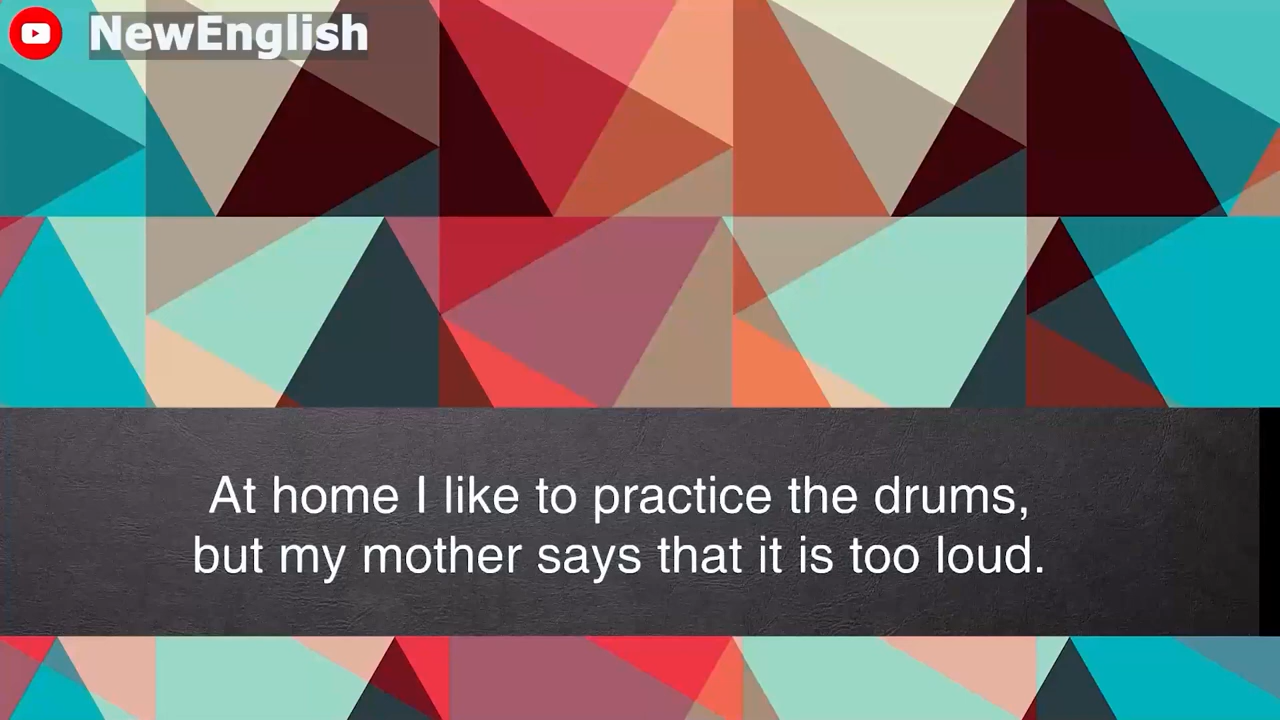 NewEnglish
At home I like to practice the drums,
but my mother says that it is too loud.